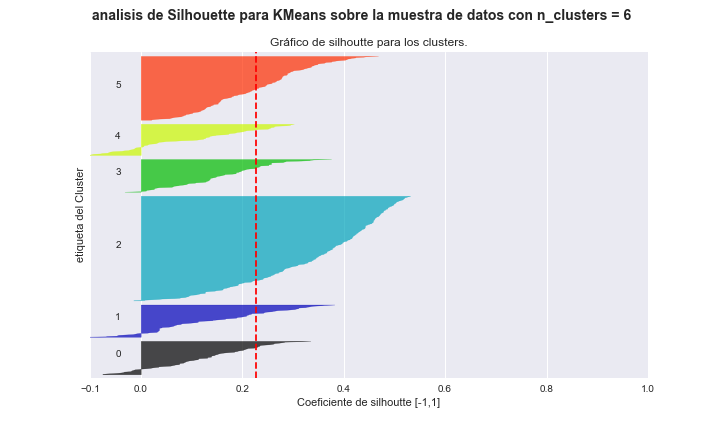 analisis de Silhouette para KMeans sobre la muestra de datos con n_clusters = 6
Gráfico de silhoutte para los clusters.
etiqueta del Cluster
5
4
3
2
1
0
−0.1 0.0 0.2 0.4 0.6 0.8 1.0
Coeficiente de silhoutte [-1,1]